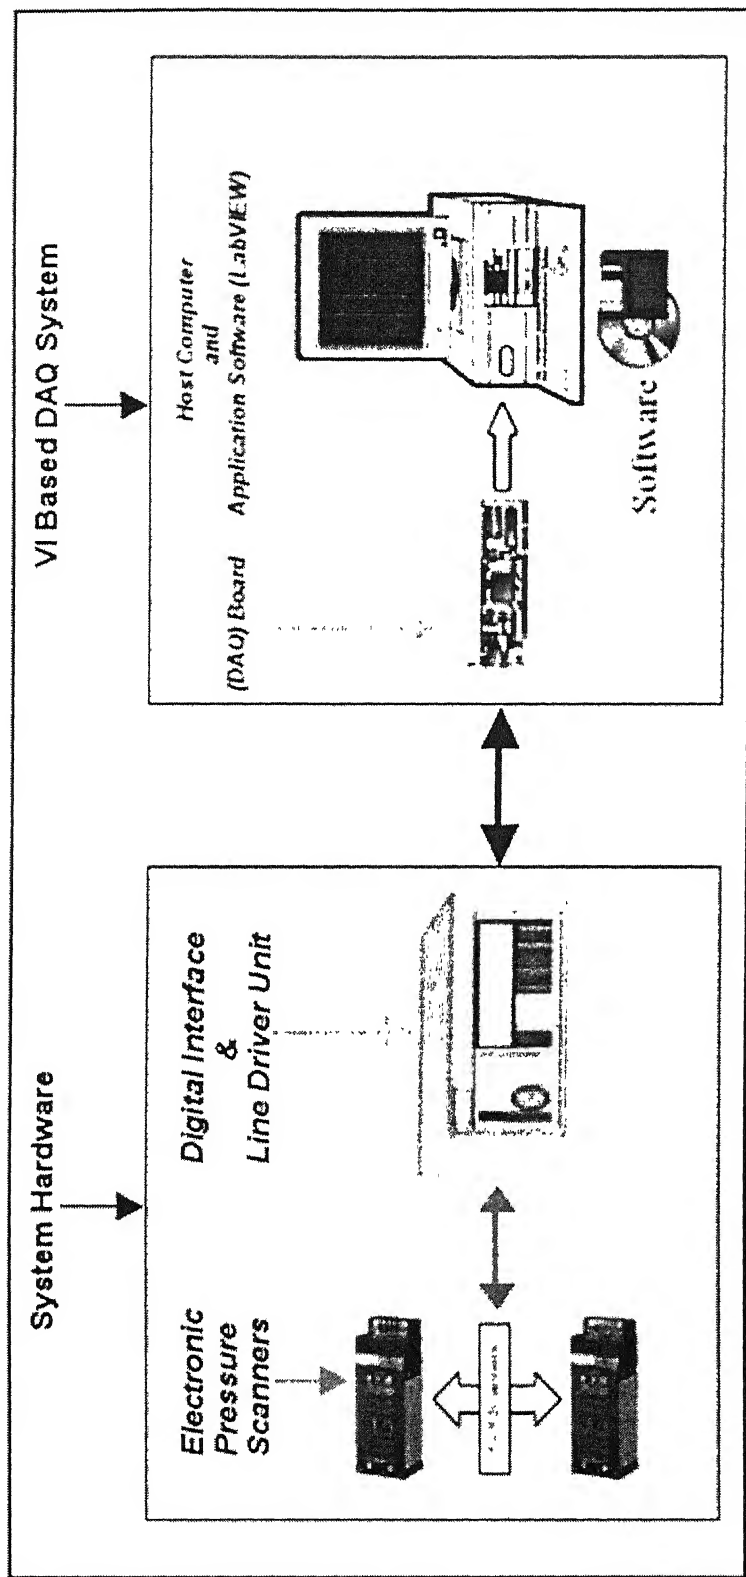 System Hardware
VI Based DAQ System
Electronic
Pressure
Scanners
Digital Interface
&
Line Driver Unit
Host Computer
and
(DAQ) Board
Application Software (LabVIEW)
Software